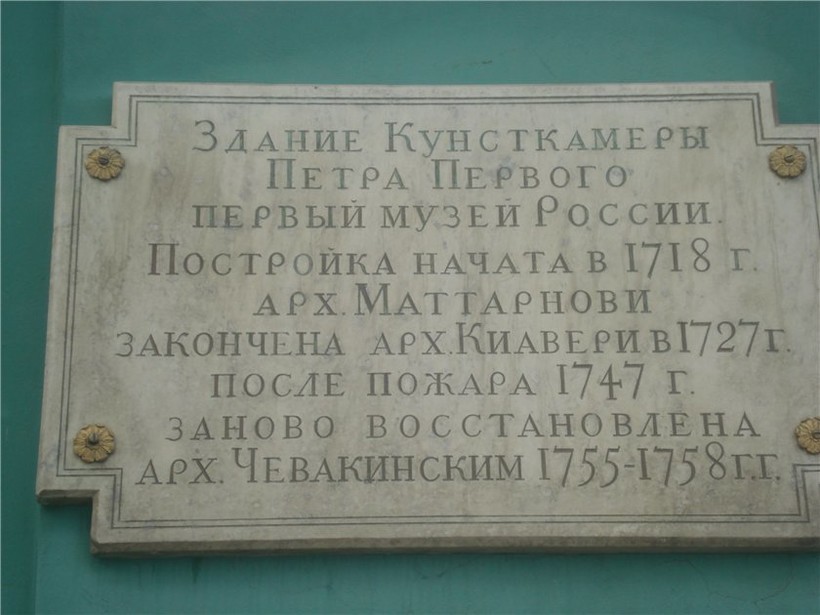 Здание Кунсткамеры
Петра Первого
первый музей России.
Постройка начата в 1718 г.
арх. Маттарнови
закончена арх. Киавери в 1727 г.
после пожара 1747 г.
заново восстановлена
арх. Чевакинским 1755-1758 г.г.